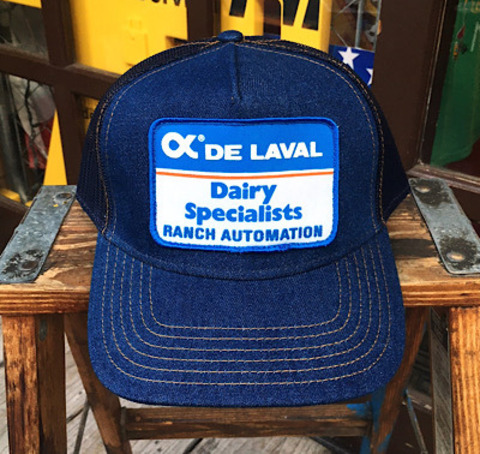 α® DE LAVAL
Dairy
Specialists
RANCH AUTOMATION